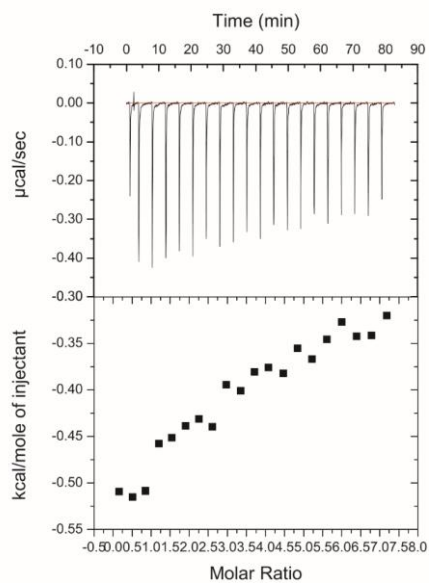 Time (min)
-10 0 10 20 30 40 50 60 70 80 90
0.10
0.00
-0.10
-0.20
-0.30
-0.40
-0.50
µcal/sec
-0.30
-0.35
-0.40
-0.45
-0.50
-0.55
kcal/mole of injectant
-0.50.00.51.01.52.02.53.03.54.04.55.05.56.06.57.07.58.0
Molar Ratio